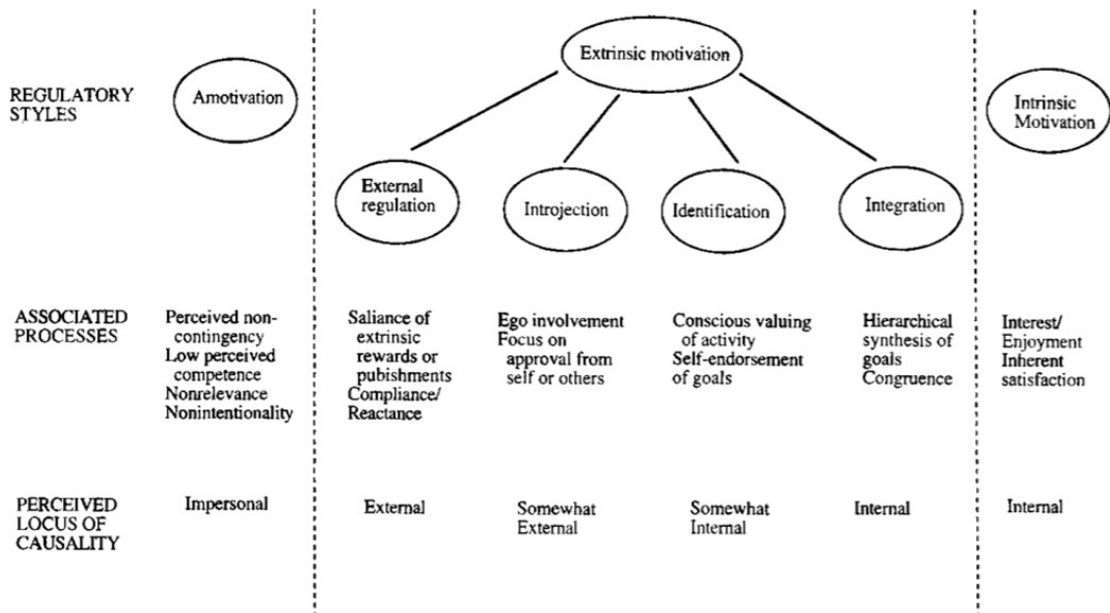 Extrinsic motivation
REGULATORY
STYLES
Amotivation
Intrinsic
Motivation
External
regulation
Introjection
Identification
Integration
ASSOCIATED
PROCESSES
Perceived non-
contingency
Low perceived
competence
Nonrelevance
Nonintentionality
Saliance of
extrinsic
rewards or
pubishments
Compliance/
Reactance
Ego involvement
Focus on
approval from
self or others
Conscious valuing
of activity
Self-endorsement
of goals
Hierarchical
synthesis of
goals
Congruence
Interest/
Enjoyment
Inherent
satisfaction
PERCEIVED
LOCUS OF
CAUSALITY
Impersonal
External
Somewhat
External
Somewhat
Internal
Internal
Internal